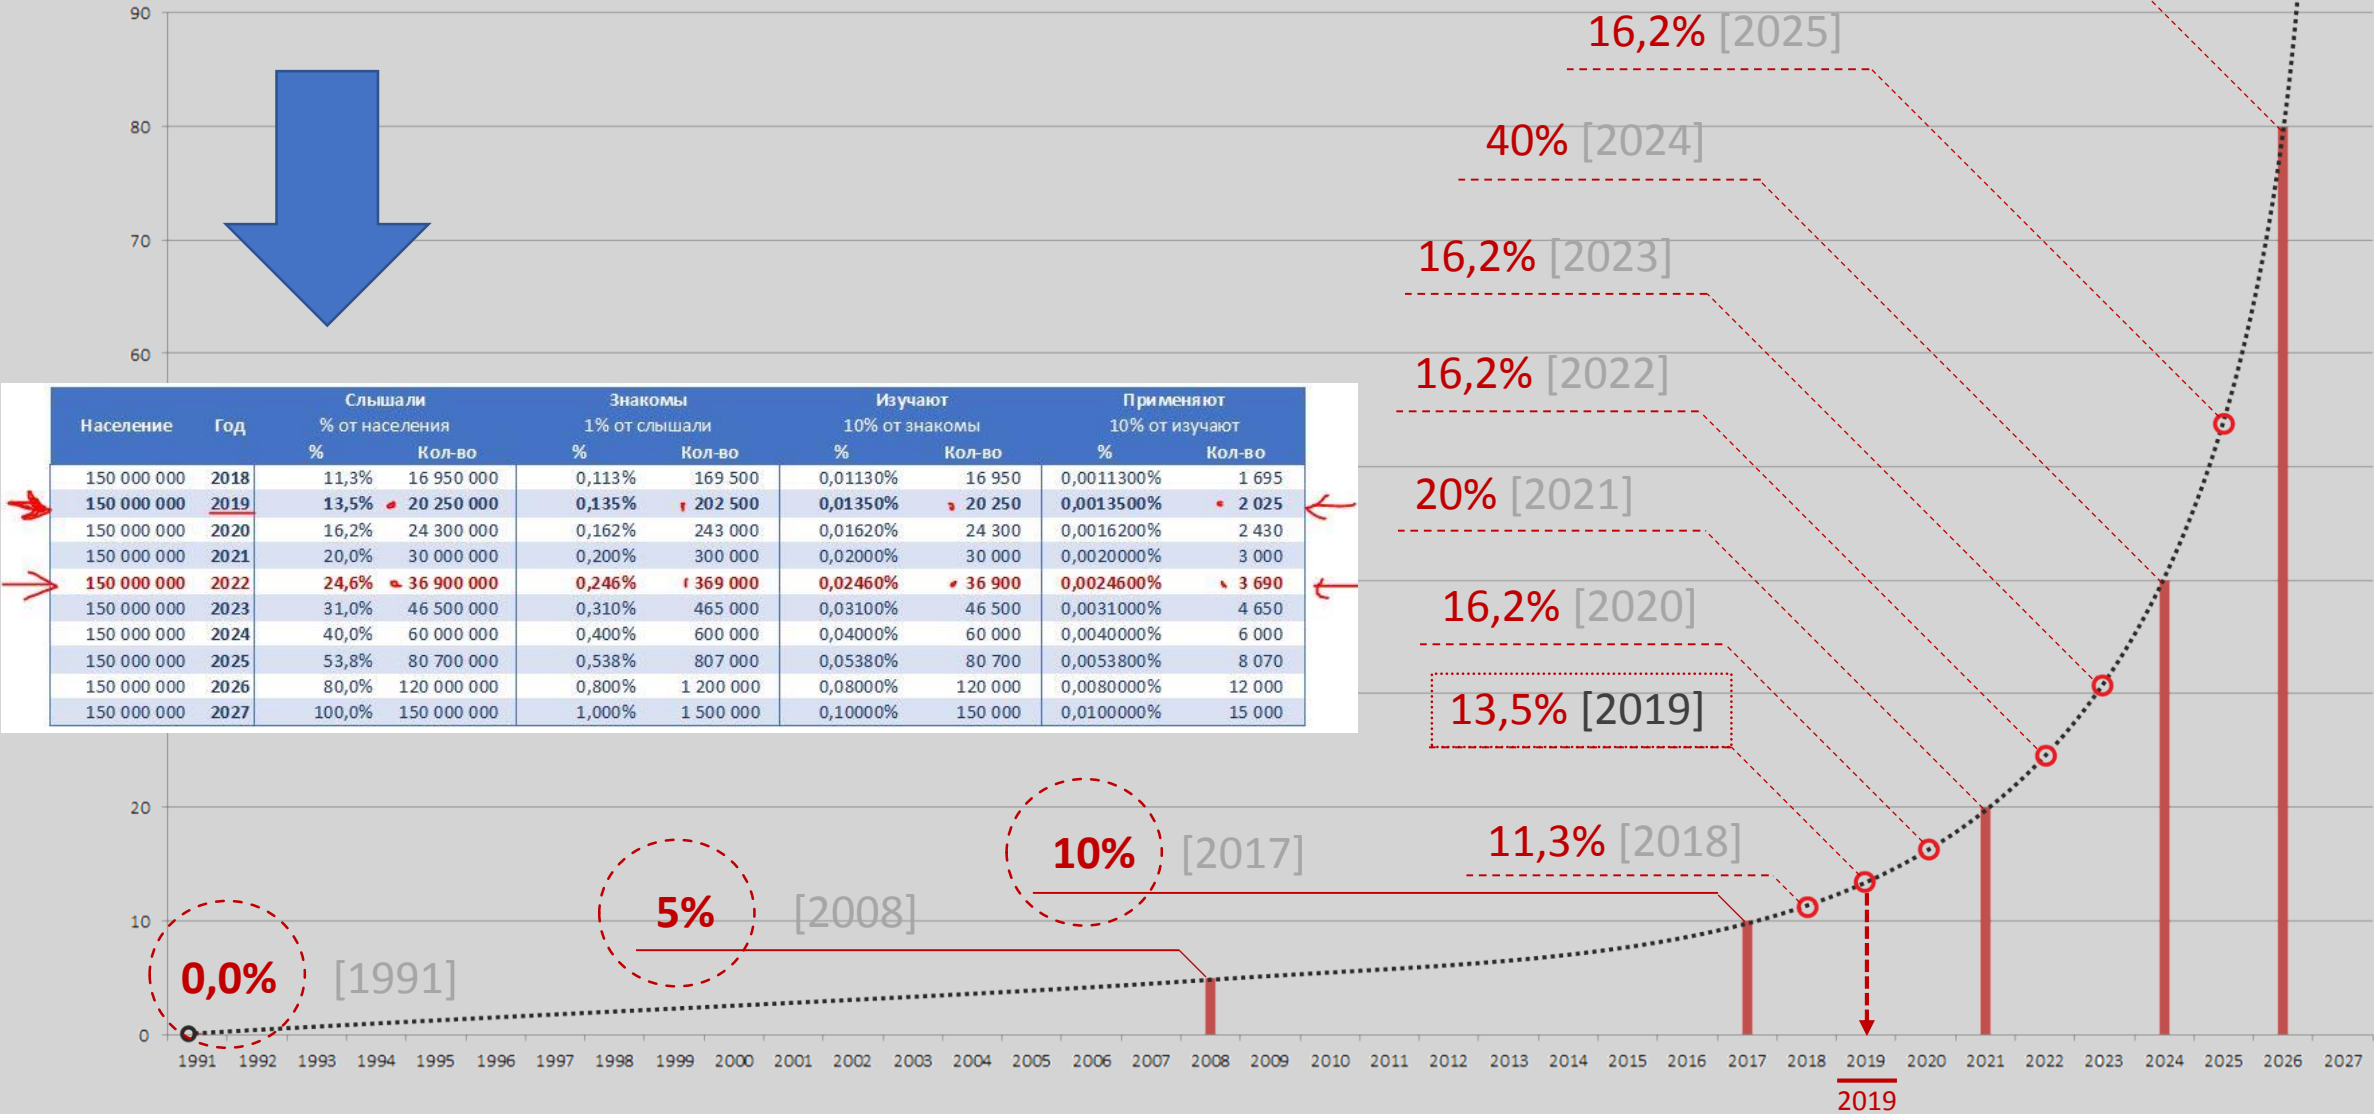 90
80
70
60
20
10
0
16,2% [2025]
40% [2024]
16,2% [2023]
16,2% [2022]
20% [2021]
16,2% [2020]
13,5% [2019]
11,3% [2018]
10% [2017]
5% [2008]
0,0% [1991]
Слышали Знакомы Изучают Применяют
Население Год % от населения 1% от слышали 10% от знакомы 10% от изучают
% Кол-во % Кол-во % Кол-во % Кол-во
150 000 000 2018 11,3% 16 950 000 0,113% 169 500 0,01130% 16 950 0,0011300% 1 695
150 000 000 2019 13,5% 20 250 000 0,135% 202 500 0,01350% 20 250 0,0013500% 2 025
150 000 000 2020 16,2% 24 300 000 0,162% 243 000 0,01620% 24 300 0,0016200% 2 430
150 000 000 2021 20,0% 30 000 000 0,200% 300 000 0,02000% 30 000 0,0020000% 3 000
150 000 000 2022 24,6% 36 900 000 0,246% 369 000 0,02460% 36 900 0,0024600% 3 690
150 000 000 2023 31,0% 46 500 000 0,310% 465 000 0,03100% 46 500 0,0031000% 4 650
150 000 000 2024 40,0% 60 000 000 0,400% 600 000 0,04000% 60 000 0,0040000% 6 000
150 000 000 2025 53,8% 80 700 000 0,538% 807 000 0,05380% 80 700 0,0053800% 8 070
150 000 000 2026 80,0% 120 000 000 0,800% 1 200 000 0,08000% 120 000 0,0080000% 12 000
150 000 000 2027 100,0% 150 000 000 1,000% 1 500 000 0,10000% 150 000 0,0100000% 15 000
1991 1992 1993 1994 1995 1996 1997 1998 1999 2000 2001 2002 2003 2004 2005 2006 2007 2008 2009 2010 2011 2012 2013 2014 2015 2016 2017 2018 2019 2020 2021 2022 2023 2024 2025 2026 2027
2019